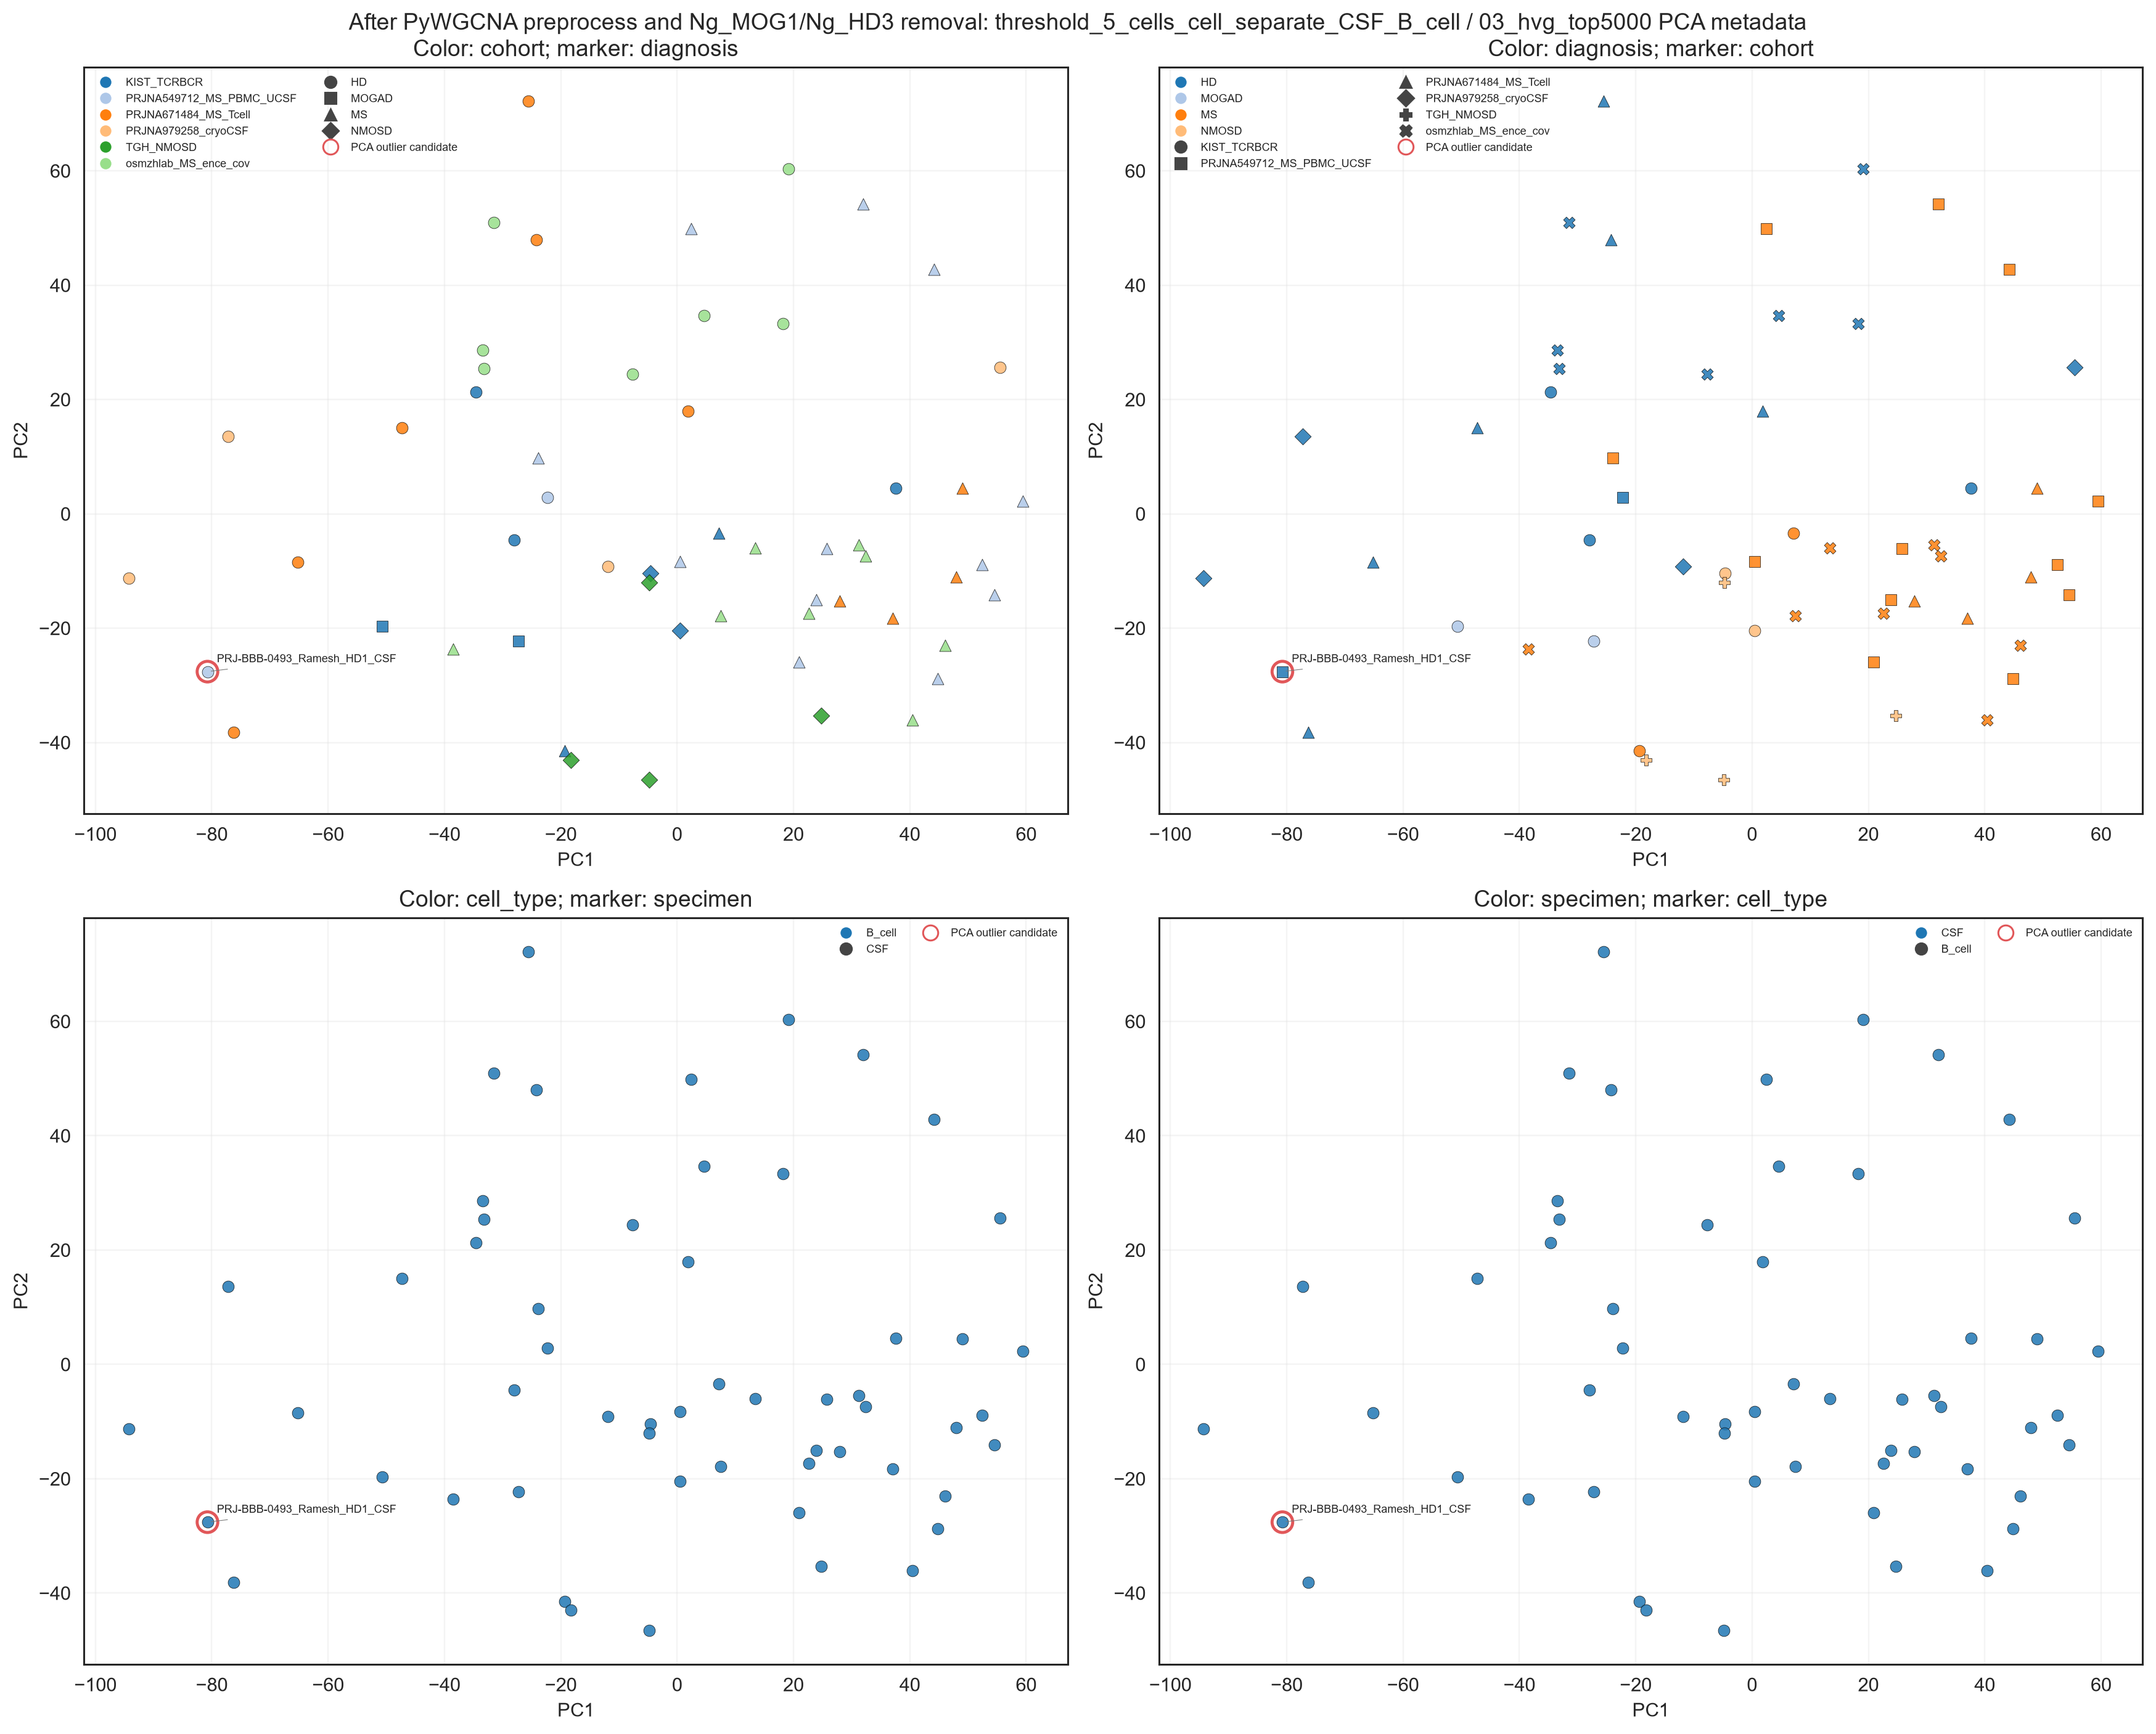 After PyWGCNA preprocess and Ng_MOG1/Ng_HD3 removal: threshold_5_cells_cell_separate_CSF_B_cell / 03_hvg_top5000 PCA metadata
Color: cohort; marker: diagnosis
KIST_TCRBCR
PRJNA549712_MS_PBMC_UCSF
PRJNA671484_MS_Tcell
PRJNA979258_cryoCSF
TGH_NMOSD
osmzhlab_MS_ence_cov
HD
MOGAD
MS
NMOSD
PCA outlier candidate
PRJ-BBB-0493_Ramesh_HD1_CSF
PC2
60
40
20
0
−20
−40
−100 −80 −60 −40 −20 0 20 40 60
PC1
Color: diagnosis; marker: cohort
HD
MOGAD
MS
NMOSD
KIST_TCRBCR
PRJNA549712_MS_PBMC_UCSF
PRJNA671484_MS_Tcell
PRJNA979258_cryoCSF
TGH_NMOSD
osmzhlab_MS_ence_cov
PCA outlier candidate
PRJ-BBB-0493_Ramesh_HD1_CSF
PC2
60
40
20
0
−20
−40
−100 −80 −60 −40 −20 0 20 40 60
PC1
Color: cell_type; marker: specimen
B_cell
CSF
PCA outlier candidate
PRJ-BBB-0493_Ramesh_HD1_CSF
PC2
60
40
20
0
−20
−40
−100 −80 −60 −40 −20 0 20 40 60
PC1
Color: specimen; marker: cell_type
CSF
B_cell
PCA outlier candidate
PRJ-BBB-0493_Ramesh_HD1_CSF
PC2
60
40
20
0
−20
−40
−100 −80 −60 −40 −20 0 20 40 60
PC1